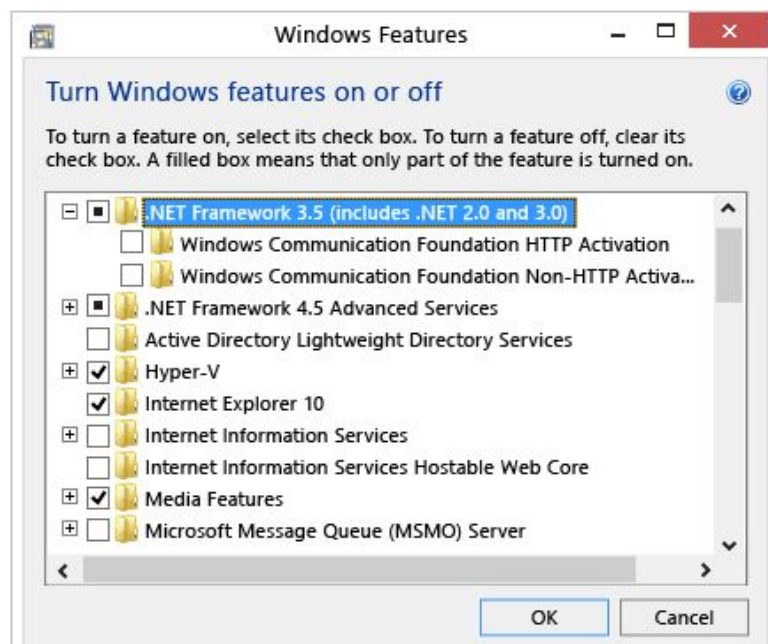 Windows Features
Turn Windows features on or off
To turn a feature on, select its check box. To turn a feature off, clear its
check box. A filled box means that only part of the feature is turned on.
.NET Framework 3.5 (includes .NET 2.0 and 3.0)
Windows Communication Foundation HTTP Activation
Windows Communication Foundation Non-HTTP Activa...
.NET Framework 4.5 Advanced Services
Active Directory Lightweight Directory Services
Hyper-V
Internet Explorer 10
Internet Information Services
Internet Information Services Hostable Web Core
Media Features
Microsoft Message Queue (MSMO) Server
OK Cancel